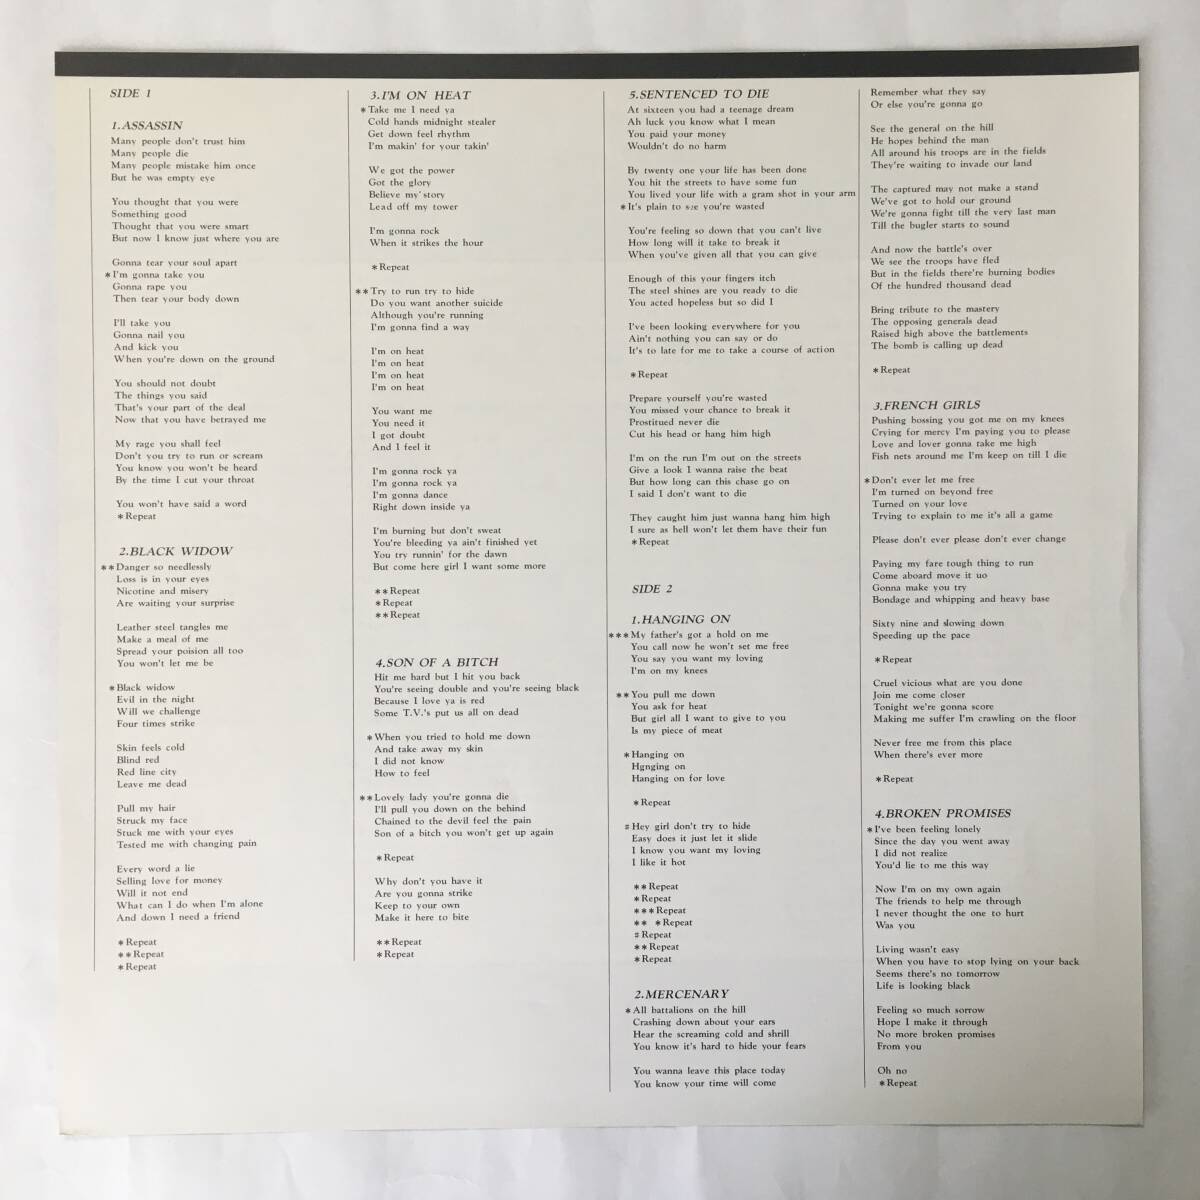 SIDE 1
1.ASSASSIN
Many people don't trust him
Many people die
Many people mistake him once
But he was empty eye
You thought that you were
Something good
Thought that you were smart
But now I know just where you are
Gonna tear your soul apart
*I'm gonna take you
Gonna rape you
Then tear your body down
I'll take you
Gonna nail you
And kick you
When you're down on the ground
You should not doubt
The things you said
That's your part of the deal
Now that you have betrayed me
My rage you shall feel
Don't you try to run or scream
You know you won't be heard
By the time I cut your throat
You won't have said a word
*Repeat
2.BLACK WIDOW
**Danger so needlessly
Loss is in your eyes
Nicotine and misery
Are waiting your surprise
Leather steel tangles me
Make a meal of me
Spread your poision all too
You won't let me be
*Black widow
Evil in the night
Will we challenge
Four times strike
Skin feels cold
Blind red
Red line city
Leave me dead
Pull my hair
Struck my face
Stuck me with your eyes
Tested me with changing pain
Every word a lie
Selling love for money
Will it not end
What can I do when I'm alone
And down I need a friend
*Repeat
**Repeat
*Repeat
3.I'M ON HEAT
*Take me I need ya
Cold hands midnight stealer
Get down feel rhythm
I'm makin' for your takin'
We got the power
Got the glory
Believe my' story
Lead off my tower
I'm gonna rock
When it strikes the hour
*Repeat
**Try to run try to hide
Do you want another suicide
Although you're running
I'm gonna find a way
I'm on heat
I'm on heat
I'm on heat
I'm on heat
You want me
You need it
I got doubt
And I feel it
I'm gonna rock ya
I'm gonna rock ya
I'm gonna dance
Right down inside ya
I'm burning but don't sweat
You're bleeding ya ain't finished yet
You try runnin' for the dawn
But come here girl I want some more
**Repeat
*Repeat
**Repeat
4.SON OF A BITCH
Hit me hard but I hit you back
You're seeing double and you're seeing black
Because I love ya is red
Some T.V.'s put us all on dead
*When you tried to hold me down
And take away my skin
I did not know
How to feel
**Lovely lady you're gonna die
I'll pull you down on the behind
Chained to the devil feel the pain
Son of a bitch you won't get up again
*Repeat
Why don't you have it
Are you gonna strike
Keep to your own
Make it here to bite
**Repeat
*Repeat
5.SENTENCED TO DIE
At sixteen you had a teenage dream
Ah luck you know what I mean
You paid your money
Wouldn't do no harm
By twenty one your life has been done
You hit the streets to have some fun
You lived your life with a gram shot in your arm
*It's plain to see you're wasted
You're feeling so down that you can't live
How long will it take to break it
When you've given all that you can give
Enough of this your fingers itch
The steel shines are you ready to die
You acted hopeless but so did I
I've been looking everywhere for you
Ain't nothing you can say or do
It's to late for me to take a course of action
*Repeat
Prepare yourself you're wasted
You missed your chance to break it
Prostitued never die
Cut his head or hang him high
I'm on the run I'm out on the streets
Give a look I wanna raise the beat
But how long can this chase go on
I said I don't want to die
They caught him just wanna hang him high
I sure as hell won't let them have their fun
*Repeat
SIDE 2
1.HANGING ON
***My father's got a hold on me
You call now he won't set me free
You say you want my loving
I'm on my knees
**You pull me down
You ask for heat
But girl all I want to give to you
Is my piece of meat
*Hanging on
Hgnging on
Hanging on for love
*Repeat
#Hey girl don't try to hide
Easy does it just let it slide
I know you want my loving
I like it hot
**Repeat
*Repeat
***Repeat
** *Repeat
#Repeat
**Repeat
*Repeat
2.MERCENARY
*All battalions on the hill
Crashing down about your ears
Hear the screaming cold and shrill
You know it's hard to hide your fears
You wanna leave this place today
You know your time will come
Remember what they say
Or else you're gonna go
See the general on the hill
He hopes behind the man
All around his troops are in the fields
They're waiting to invade our land
The captured may not make a stand
We've got to hold our ground
We're gonna fight till the very last man
Till the bugler starts to sound
And now the battle's over
We see the troops have fled
But in the fields there're burning bodies
Of the hundred thousand dead
Bring tribute to the mastery
The opposing generals dead
Raised high above the battlements
The bomb is calling up dead
*Repeat
3.FRENCH GIRLS
Pushing bossing you got me on my knees
Crying for mercy I'm paying you to please
Love and lover gonna take me high
Fish nets around me I'm keep on till I die
*Don't ever let me free
I'm turned on beyond free
Turned on your love
Trying to explain to me it's all a game
Please don't ever please don't ever change
Paying my fare tough thing to run
Come aboard move it uo
Gonna make you try
Bondage and whipping and heavy base
Sixty nine and slowing down
Speeding up the pace
*Repeat
Cruel vicious what are you done
Join me come closer
Tonight we're gonna score
Making me suffer I'm crawling on the floor
Never free me from this place
When there's ever more
*Repeat
4.BROKEN PROMISES
*I've been feeling lonely
Since the day you went away
I did not realize
You'd lie to me this way
Now I'm on my own again
The friends to help me through
I never thought the one to hurt
Was you
Living wasn't easy
When you have to stop lying on your back
Seems there's no tomorrow
Life is looking black
Feeling so much sorrow
Hope I make it through
No more broken promises
From you
Oh no
*Repeat